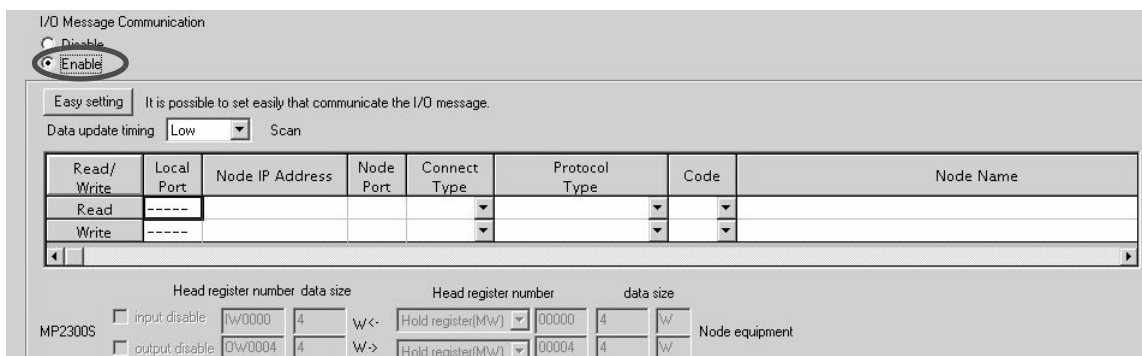 I/O Message Communication
Disable
Enable
Easy setting It is possible to set easily that communicate the I/O message.
Data update timing Low Scan
Read/Write Local Port Node IP Address Node Port Connect Type Protocol Type Code Node Name
Read -----
Write -----
Head register number data size Head register number data size
MP2300S input disable IW0000 4 W<- Hold register(MW) 00000 4 W Node equipment
output disable OW0004 4 W-> Hold register(MW) 00004 4 W